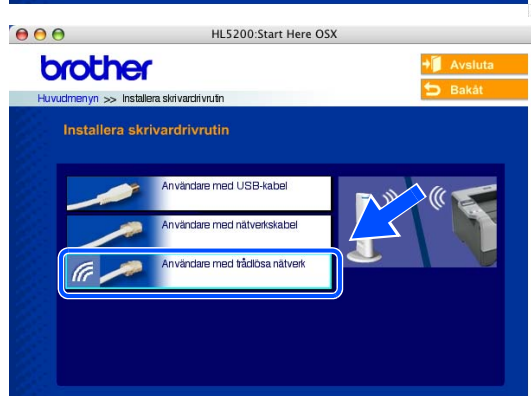 HL5200:Start Here OSX
brother
Avsluta
Bakåt
Huvudmenyn >> Installera skrivardrivrutin
Installera skrivardrivrutin
Användare med USB-kabel
Användare med nätverkskabel
Användare med trådlösa nätverk